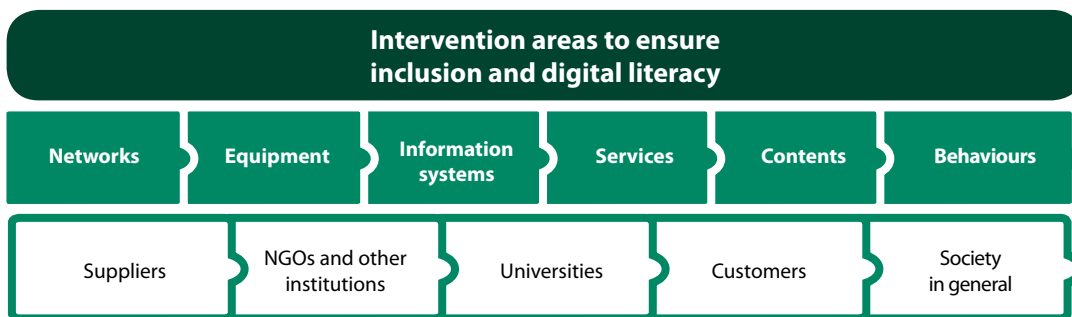 Intervention areas to ensure
inclusion and digital literacy
Networks
Equipment
Information
systems
Services
Contents
Behaviours
Suppliers
NGOs and other
institutions
Universities
Customers
Society
in general